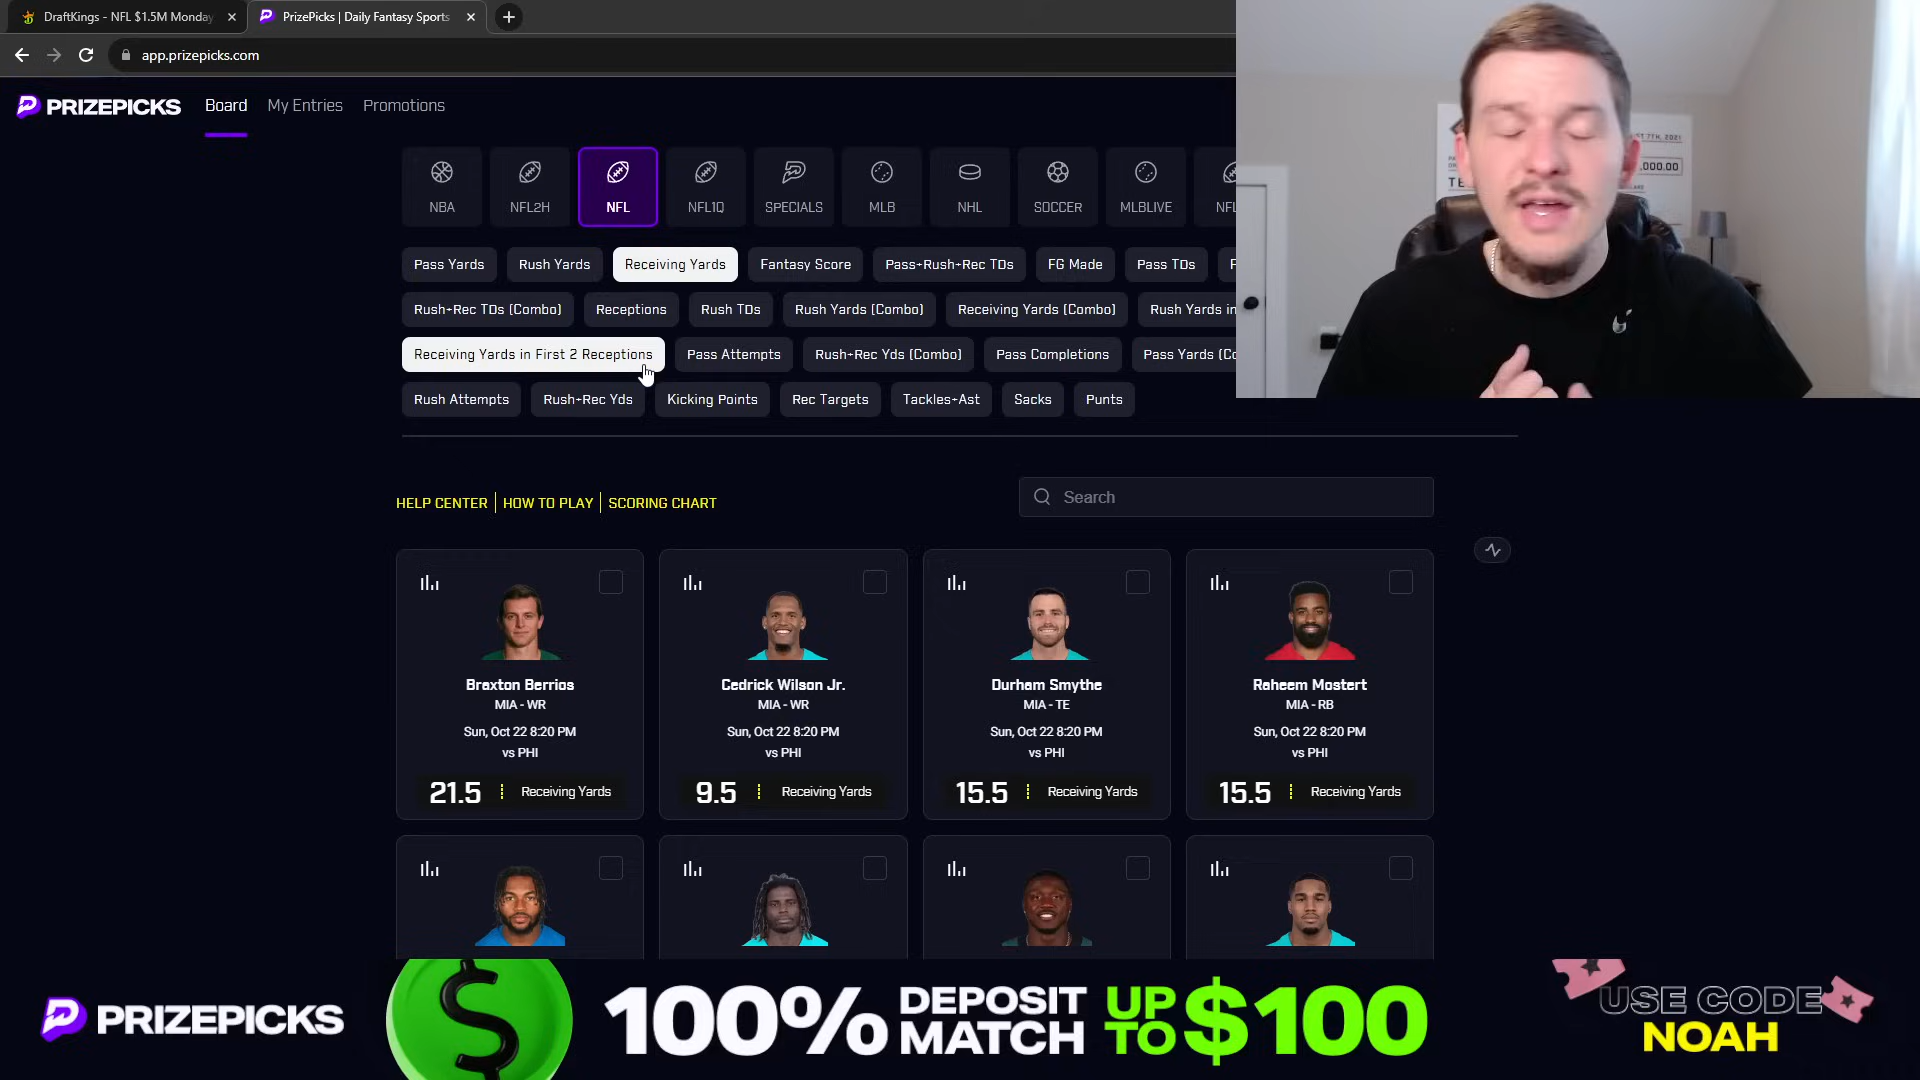 DraftKings - NFL $1.5M Monday
PrizePicks | Daily Fantasy Sports
app.prizepicks.com
PRIZEPICKS
Board
My Entries
Promotions
NBA
NFL2H
NFL
NFL1Q
SPECIALS
MLB
NHL
SOCCER
MLBLIVE
NFL
Pass Yards
Rush Yards
Receiving Yards
Fantasy Score
Pass+Rush+Rec TDs
FG Made
Pass TDs
Rush+Rec TDs (Combo)
Receptions
Rush TDs
Rush Yards (Combo)
Receiving Yards (Combo)
Rush Yards in
Receiving Yards in First 2 Receptions
Pass Attempts
Rush+Rec Yds (Combo)
Pass Completions
Pass Yards (Co
Rush Attempts
Rush+Rec Yds
Kicking Points
Rec Targets
Tackles+Ast
Sacks
Punts
HELP CENTER
HOW TO PLAY
SCORING CHART
Search
Braxton Berrios
MIA - WR
Sun, Oct 22 8:20 PM
vs PHI
21.5 Receiving Yards
Cedrick Wilson Jr.
MIA - WR
Sun, Oct 22 8:20 PM
vs PHI
9.5 Receiving Yards
Durham Smythe
MIA - TE
Sun, Oct 22 8:20 PM
vs PHI
15.5 Receiving Yards
Raheem Mostert
MIA - RB
Sun, Oct 22 8:20 PM
vs PHI
15.5 Receiving Yards
PRIZEPICKS
100% DEPOSIT MATCH UP TO $100
USE CODE
NOAH